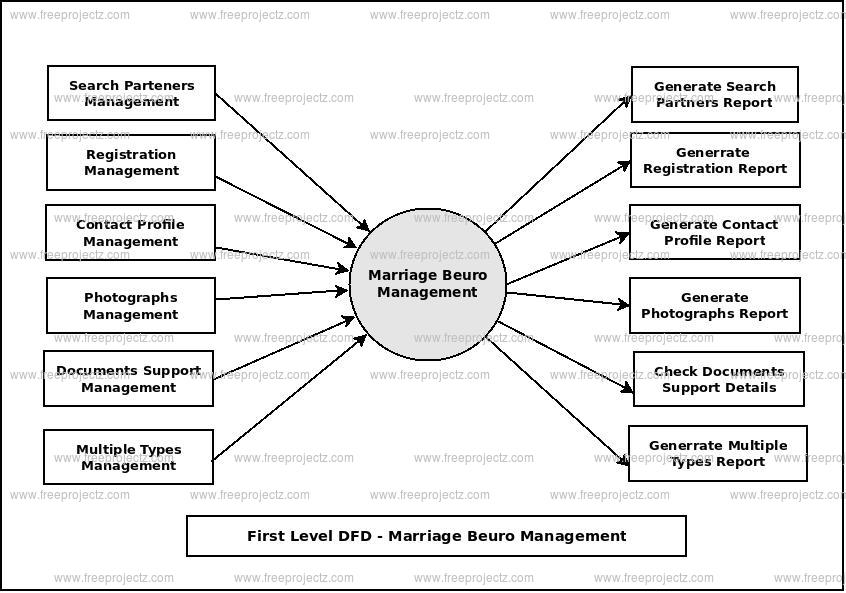 Search Parteners
Management
Registration
Management
Contact Profile
Management
Photographs
Management
Documents Support
Management
Multiple Types
Management
Marriage Beuro
Management
Generate Search
Partners Report
Generrate
Registration Report
Generate Contact
Profile Report
Generate
Photographs Report
Check Documents
Support Details
Generrate Multiple
Types Report
First Level DFD - Marriage Beuro Management
www.freeprojectz.com